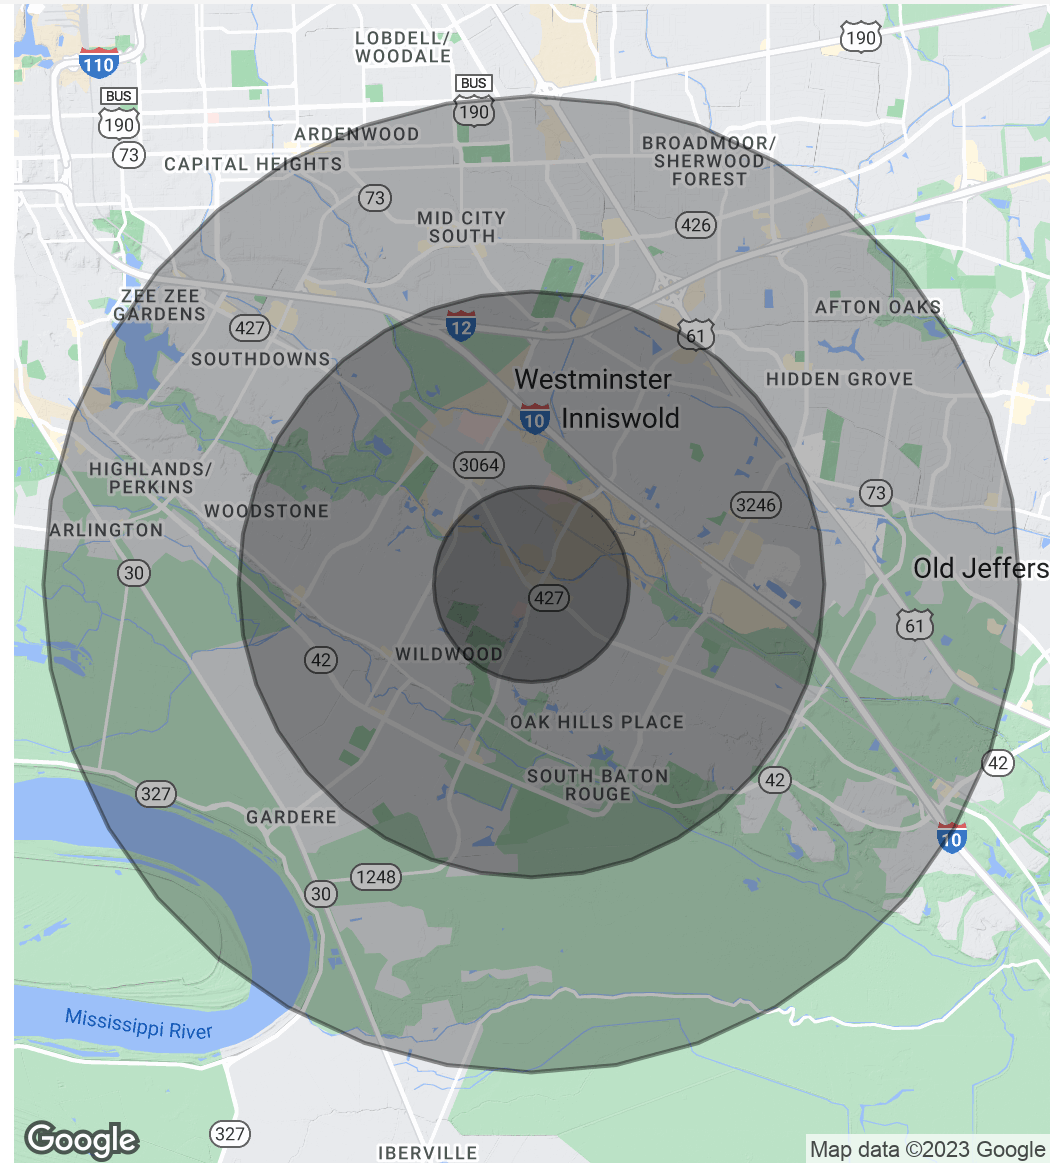 LOBDELL/
WOODALE
190
110
BUS
190
BUS
190
73
ARDENWOOD
CAPITAL HEIGHTS
BROADMOOR/
SHERWOOD
FOREST
73
MID CITY
SOUTH
426
ZEE ZEE
GARDENS
427
12
61
AFTON OAKS
SOUTHDOWNS
Westminster
HIDDEN GROVE
10
Inniswold
3064
HIGHLANDS/
PERKINS
73
WOODSTONE
3246
ARLINGTON
30
Old Jeffers
427
61
42
WILDWOOD
OAK HILLS PLACE
42
SOUTH BATON
ROUGE
42
327
GARDERE
10
1248
30
Mississippi River
327
Google
IBERVILLE
Map data ©2023 Google